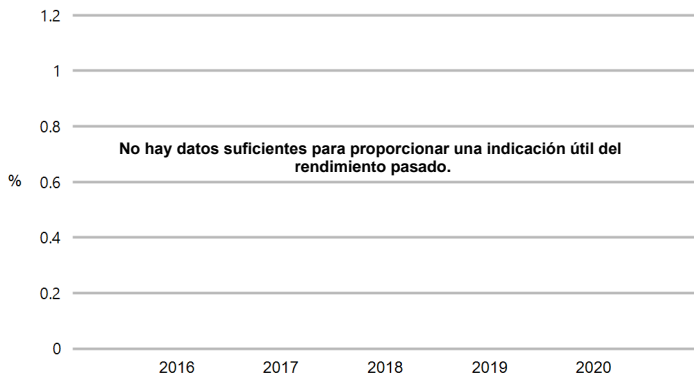 1.2
1
0.8
No hay datos suficientes para proporcionar una indicación útil del
rendimiento pasado.
%
0.6
0.4
0.2
0
2016 2017 2018 2019 2020